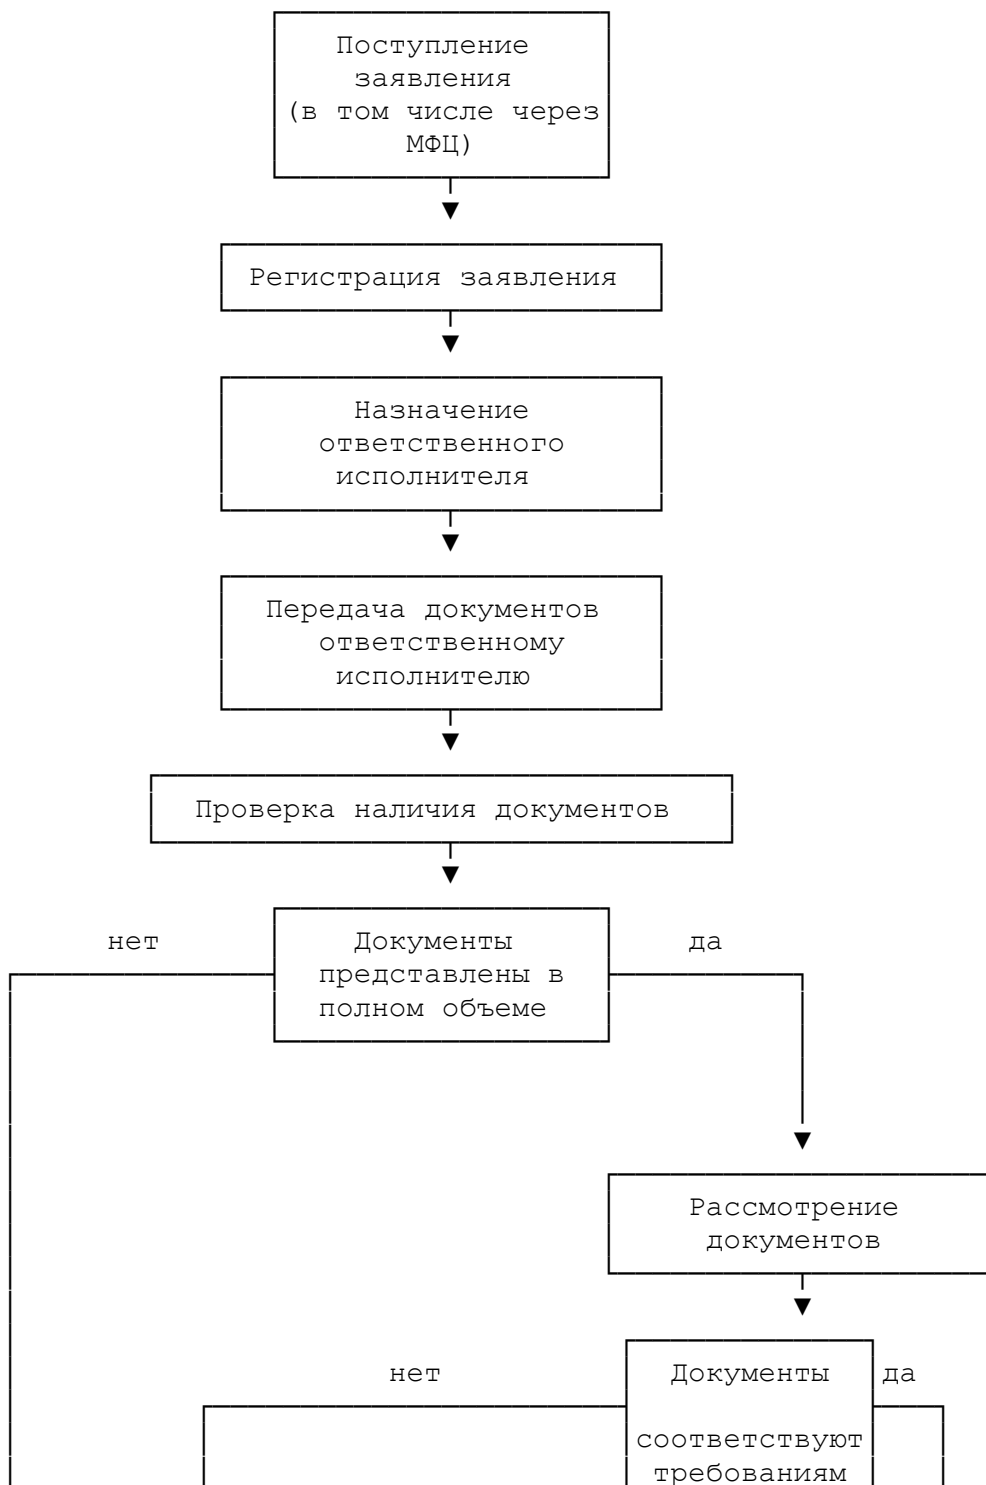 Поступление
заявления
(в том числе через
МФЦ)
Регистрация заявления
Назначение
ответственного
исполнителя
Передача документов
ответственному
исполнителю
Проверка наличия документов
нет Документы да
представлены в
полном объеме
Рассмотрение
документов
нет Документы да
соответствуют
требованиям